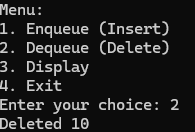 Menu:
1. Enqueue (Insert)
2. Dequeue (Delete)
3. Display
4. Exit
Enter your choice: 2
Deleted 10